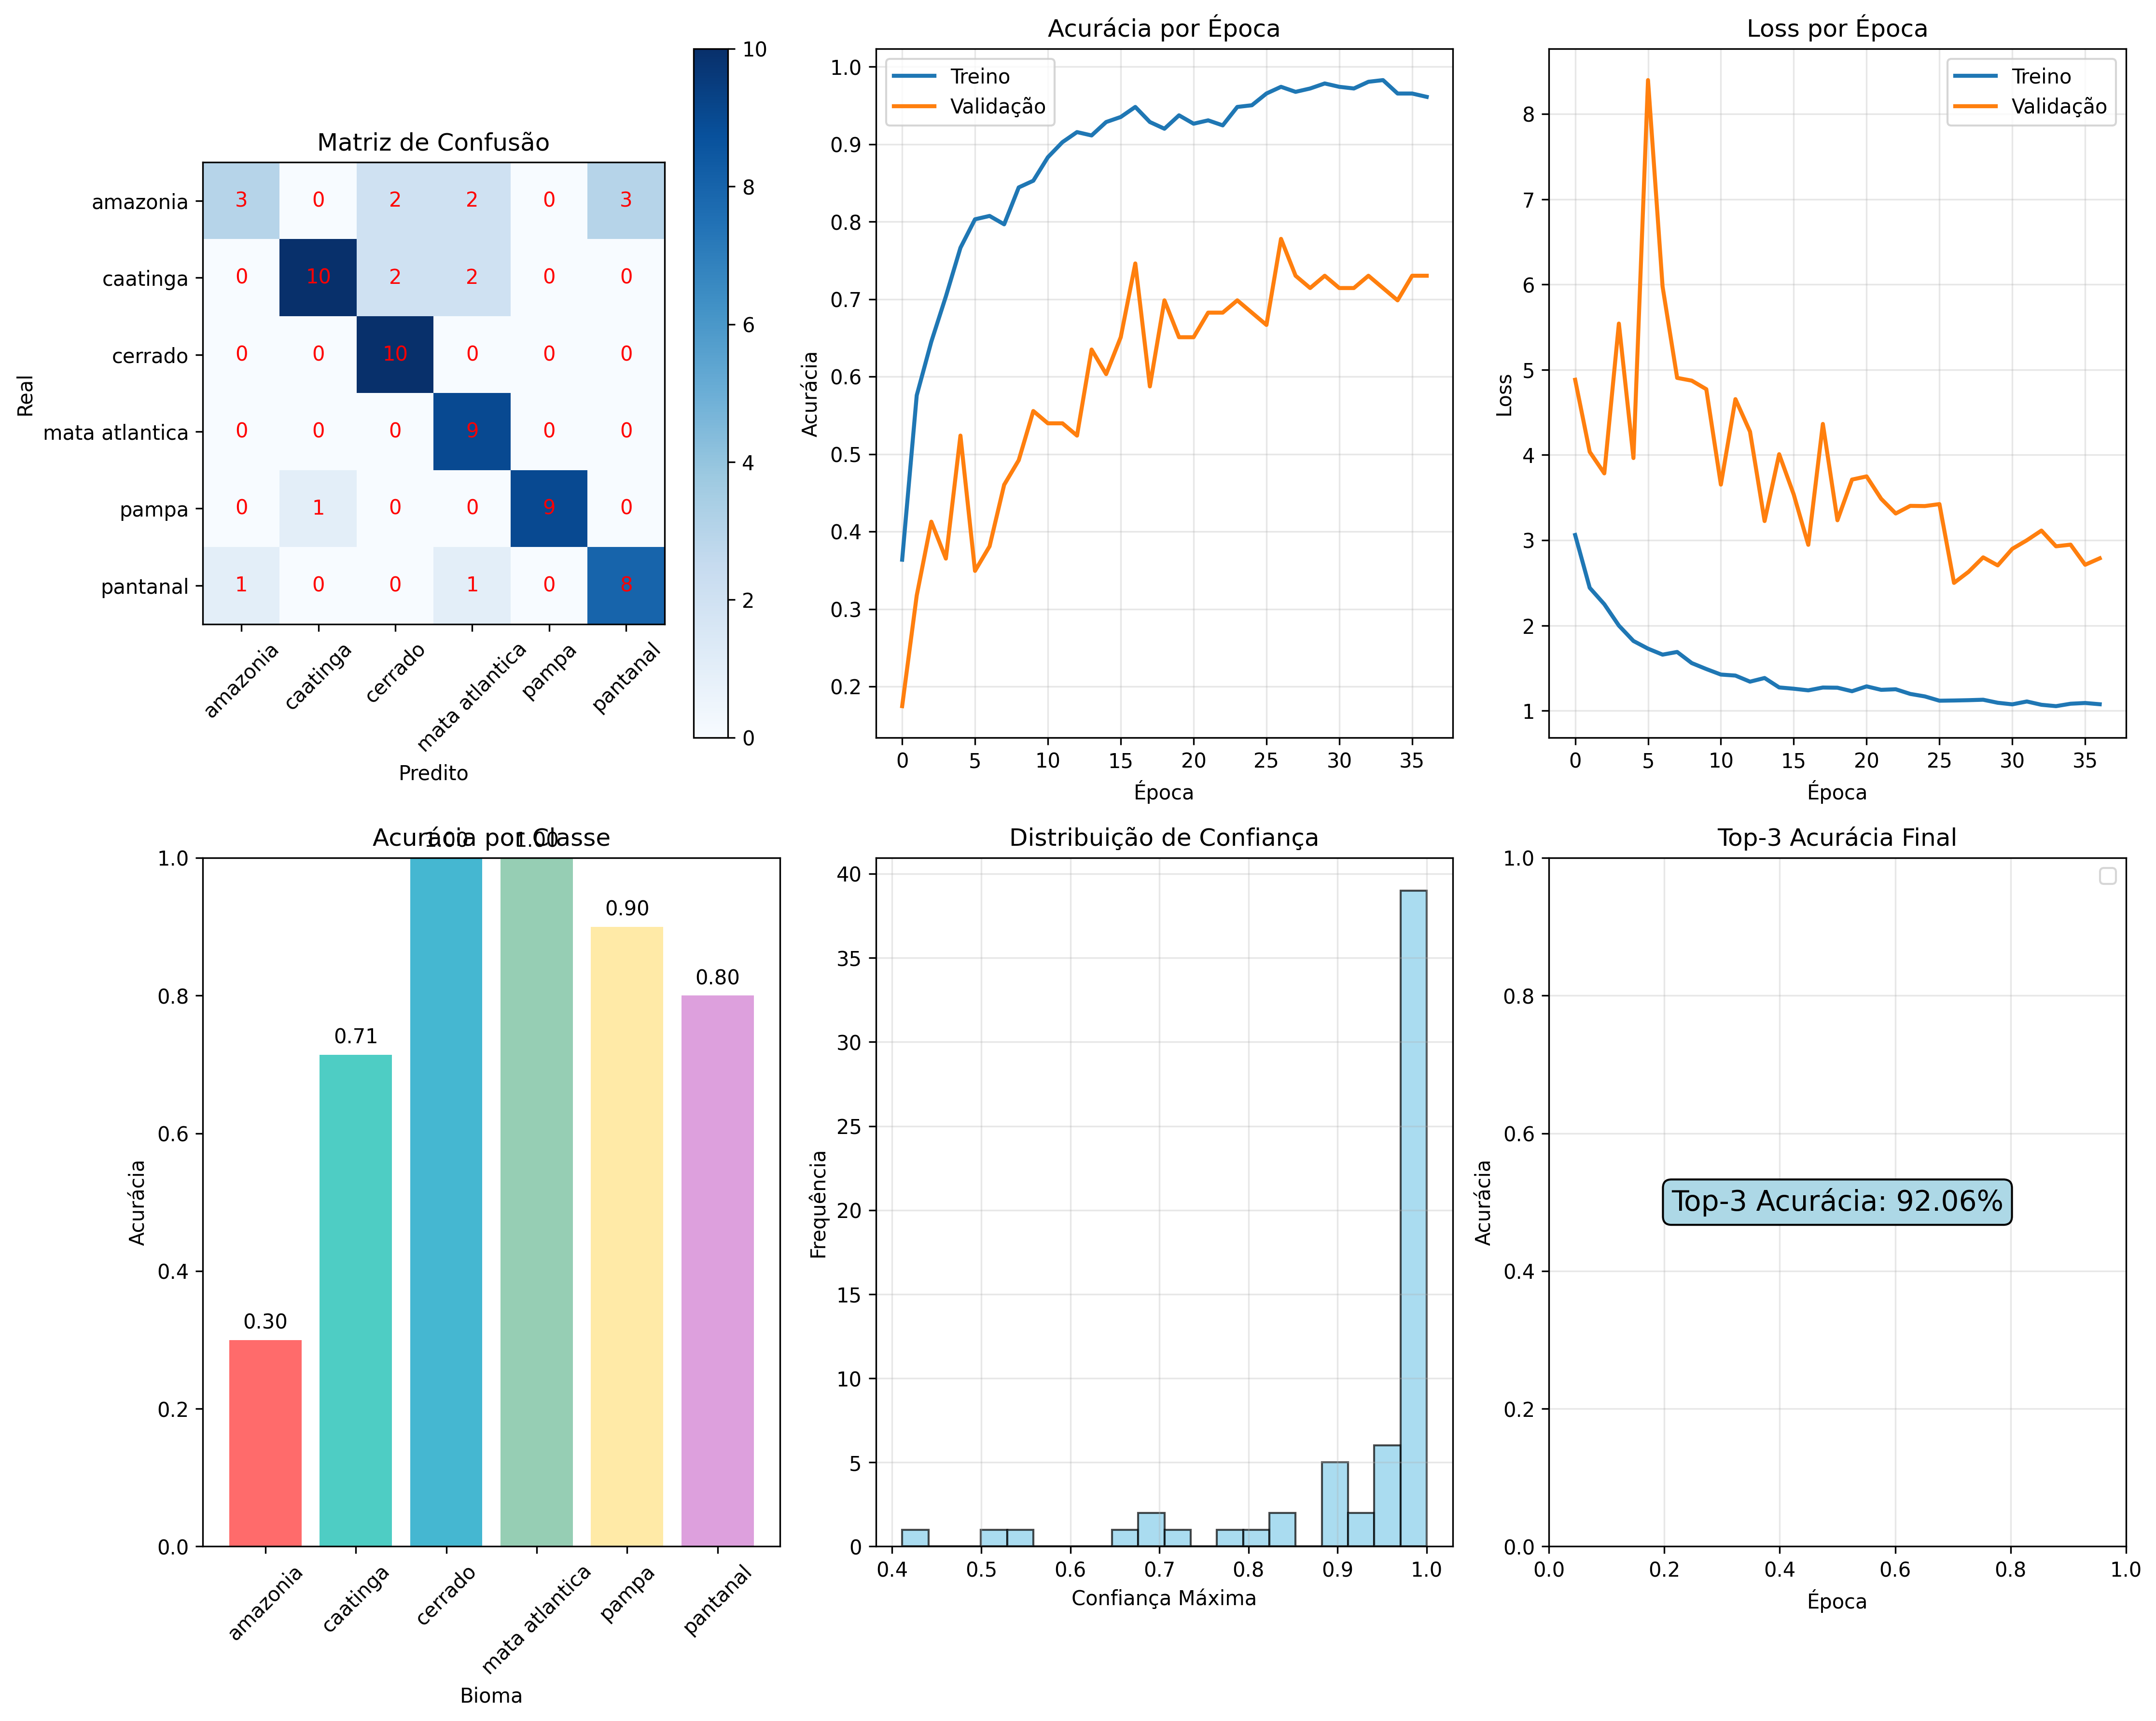 Matriz de Confusão
Real
amazonia
caatinga
cerrado
mata atlantica
pampa
pantanal
3 0 2 2 0 3
0 10 2 2 0 0
0 0 10 0 0 0
0 0 0 9 0 0
0 1 0 0 9 0
1 0 0 1 0 8
amazonia
caatinga
cerrado
mata atlantica
pampa
pantanal
Predito
10
8
6
4
2
0
Acurácia por Época
Treino
Validação
Acurácia
1.0
0.9
0.8
0.7
0.6
0.5
0.4
0.3
0.2
0 5 10 15 20 25 30 35
Época
Loss por Época
Treino
Validação
Loss
8
7
6
5
4
3
2
1
0 5 10 15 20 25 30 35
Época
Acurácia por Classe
Acurácia
1.0
0.8
0.6
0.4
0.2
0.0
0.30
0.71
1.00
1.00
0.90
0.80
amazonia
caatinga
cerrado
mata atlantica
pampa
pantanal
Bioma
Distribuição de Confiança
Frequência
40
35
30
25
20
15
10
5
0
0.4 0.5 0.6 0.7 0.8 0.9 1.0
Confiança Máxima
Top-3 Acurácia Final
Acurácia
1.0
0.8
0.6
0.4
0.2
0.0
Top-3 Acurácia: 92.06%
0.0 0.2 0.4 0.6 0.8 1.0
Época